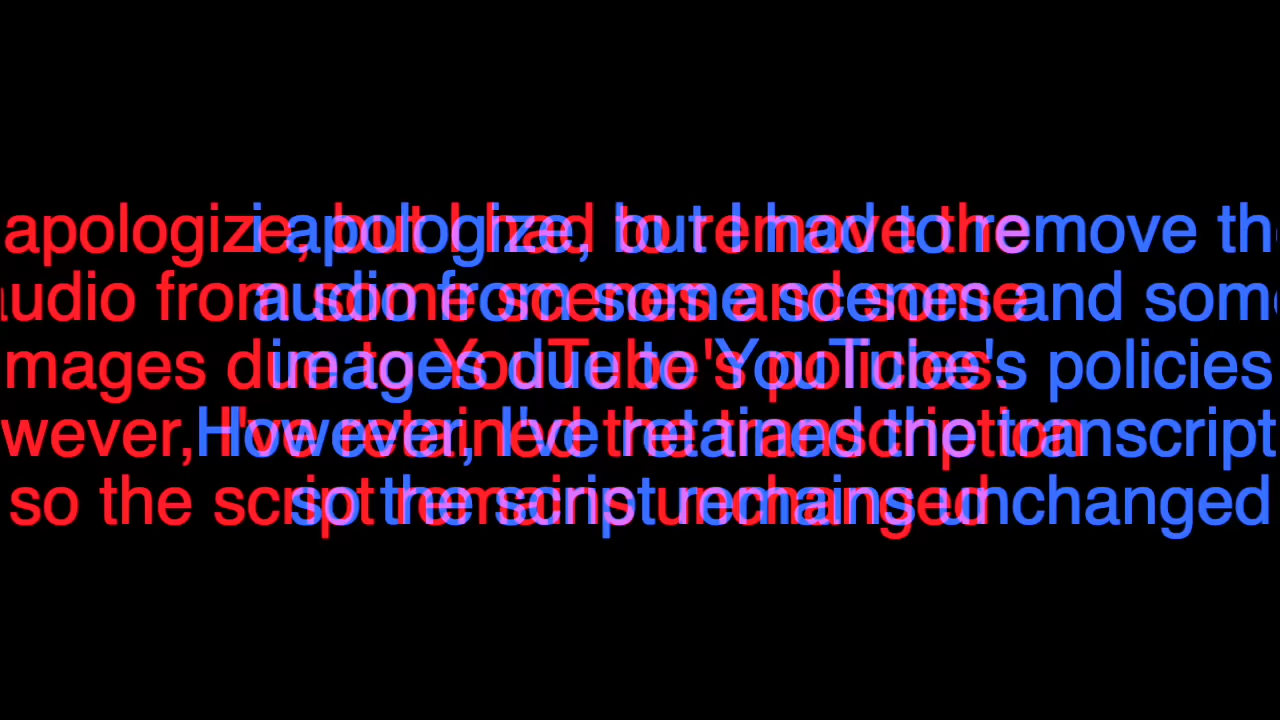 i apologize, but I had to remove the
audio from some scenes and some
images due to YouTube's policies.
However, I've retained the transcription
so the script remains unchanged